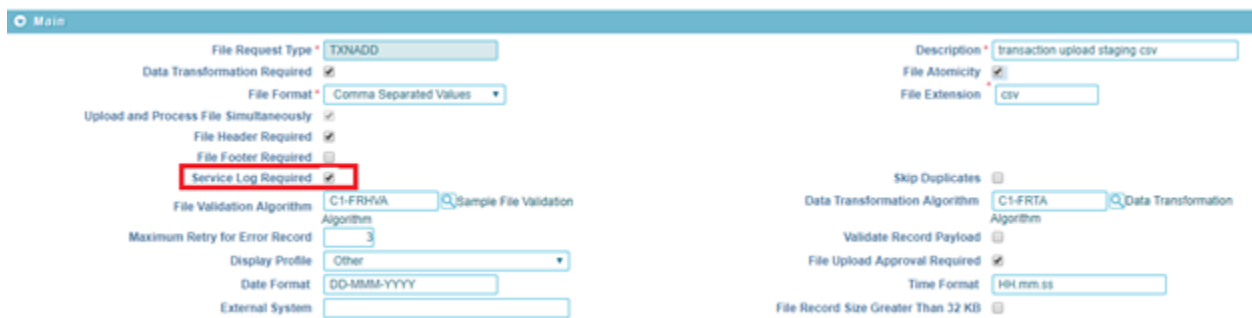 Main
File Request Type * TXNADD Description * transaction upload staging csv
Data Transformation Required File Atomicity
File Format * Comma Separated Values File Extension * csv
Upload and Process File Simultaneously
File Header Required
File Footer Required
Service Log Required Skip Duplicates
File Validation Algorithm C1-FRHVA Sample File Validation Data Transformation Algorithm C1-FRTA Data Transformation
Algorithm Algorithm
Maximum Retry for Error Record 3 Validate Record Payload
Display Profile Other File Upload Approval Required
Date Format DD-MMM-YYYY Time Format HH.mm.ss
External System File Record Size Greater Than 32 KB